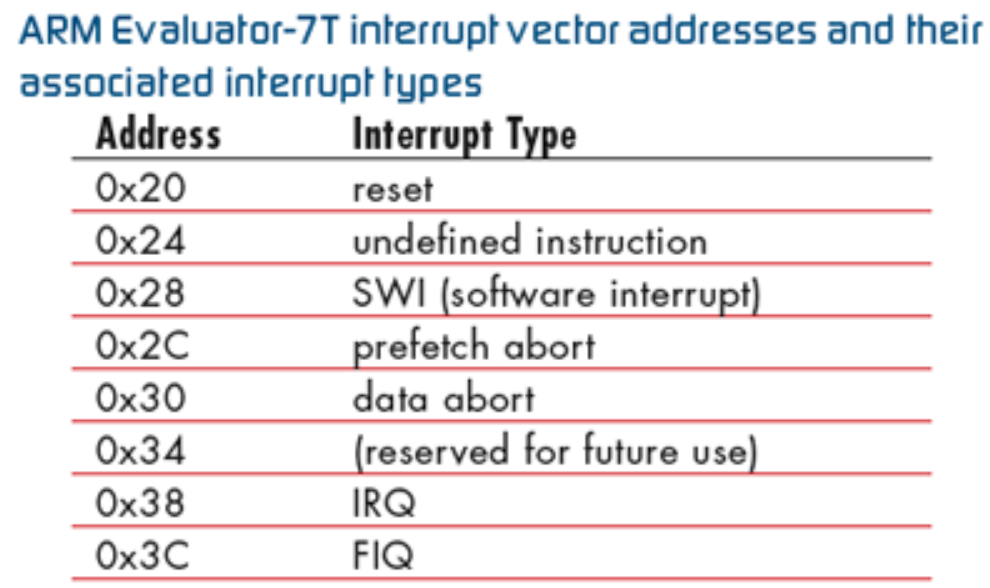 ARM Evaluator-7T interrupt vector addresses and their
associated interrupt types
Address Interrupt Type
0x20 reset
0x24 undefined instruction
0x28 SWI (software interrupt)
0x2C prefetch abort
0x30 data abort
0x34 (reserved for future use)
0x38 IRQ
0x3C FIQ